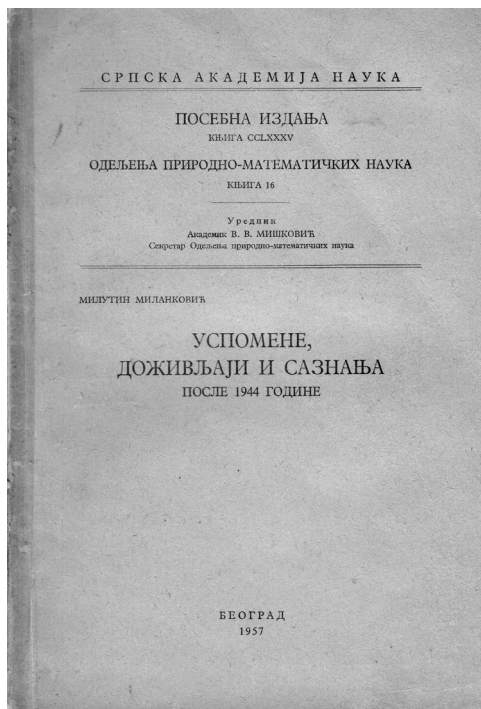 СРПСКА АКАДЕМИЈА НАУКА
ПОСЕБНА ИЗДАЊА
КЊИГА CCLXXXV
ОДЕЉЕЊА ПРИРОДНО-МАТЕМАТИЧКИХ НАУКА
КЊИГА 16
Уредник
Академик В. В. МИШКОВИЋ
Секретар Одељења природно-математичких наука
МИЛУТИН МИЛАНКОВИЋ
УСПОМЕНЕ,
ДОЖИВЉАЈИ И САЗНАЊА
ПОСЛЕ 1944 ГОДИНЕ
БЕОГРАД
1957